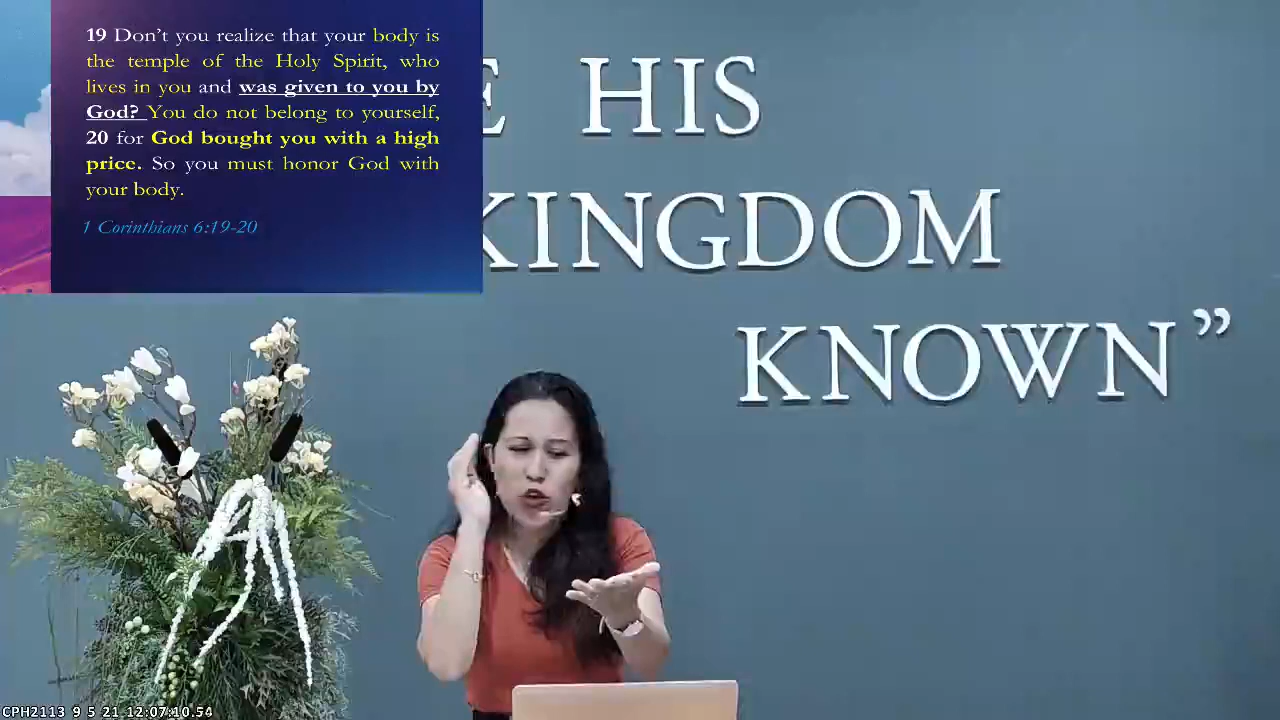 19 Don’t you realize that your body is
the temple of the Holy Spirit, who
lives in you and was given to you by
God? You do not belong to yourself,
20 for God bought you with a high
price. So you must honor God with
your body.
1 Corinthians 6:19-20
E HIS
KINGDOM
KNOWN”
CPH2113 9 5 21 12:07:10.54